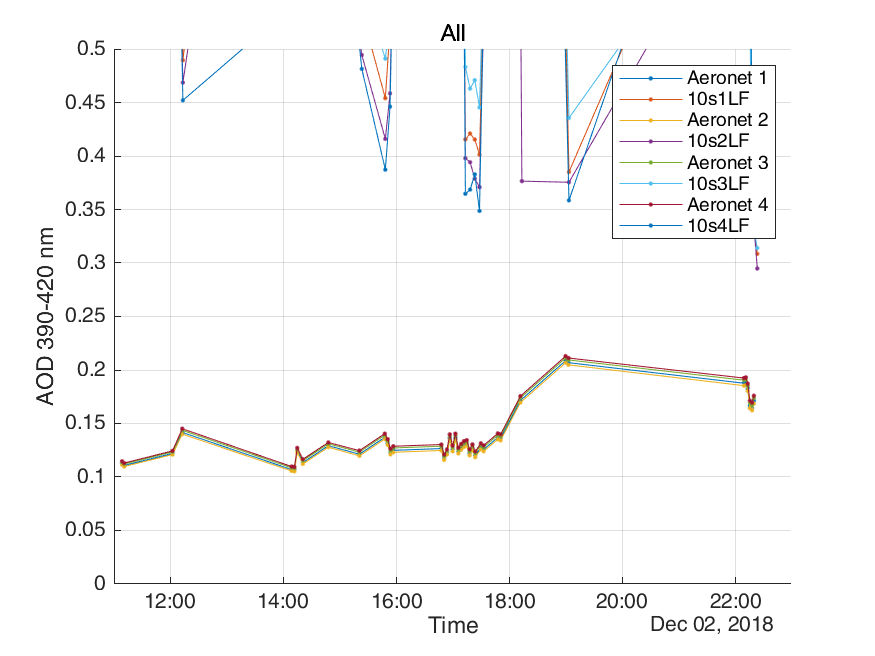 All
0.5
0.45
0.4
0.35
0.3
0.25
0.2
0.15
0.1
0.05
0
AOD 390-420 nm
Aeronet 1
10s1LF
Aeronet 2
10s2LF
Aeronet 3
10s3LF
Aeronet 4
10s4LF
12:00 14:00 16:00 18:00 20:00 22:00
Time
Dec 02, 2018